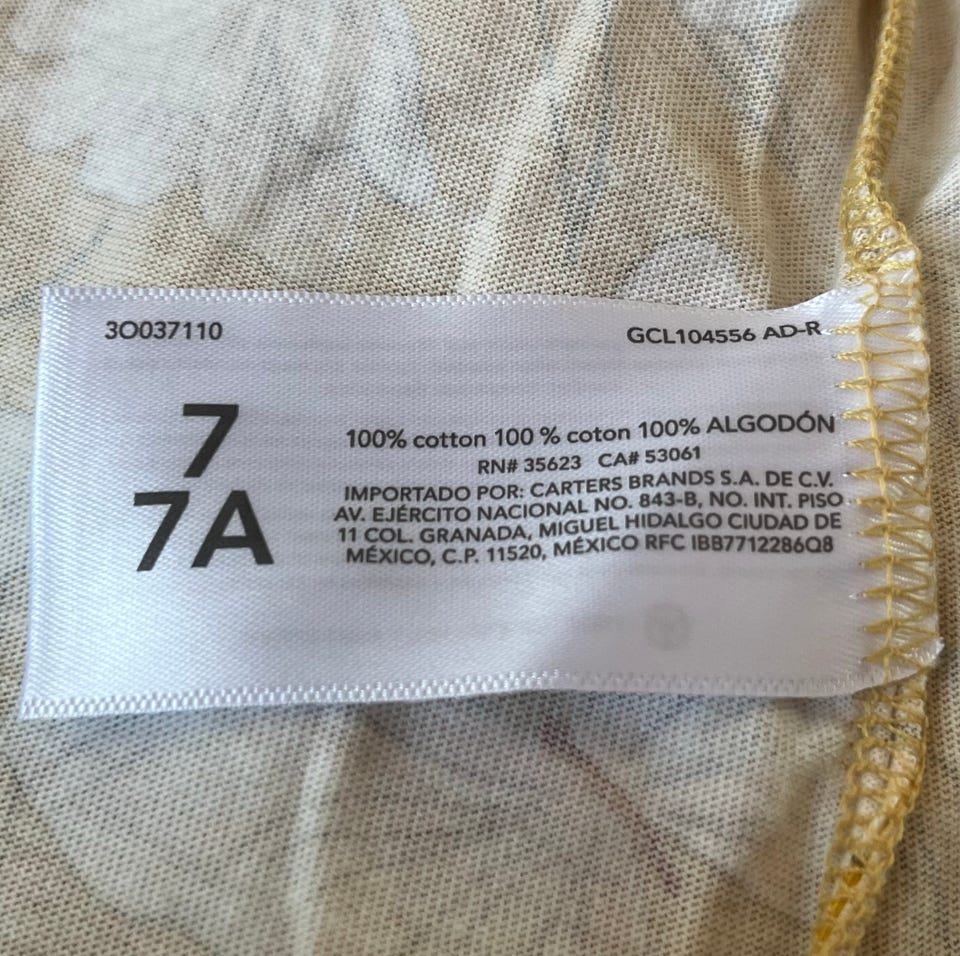 3O037110
GCL104556 AD-R
7
7A
100% cotton 100 % coton 100% ALGODÓN
RN# 35623 CA# 53061
IMPORTADO POR: CARTERS BRANDS S.A. DE C.V.
AV. EJÉRCITO NACIONAL NO. 843-B, NO. INT. PISO
11 COL. GRANADA, MIGUEL HIDALGO CIUDAD DE
MÉXICO, C.P. 11520, MÉXICO RFC IBB7712286Q8